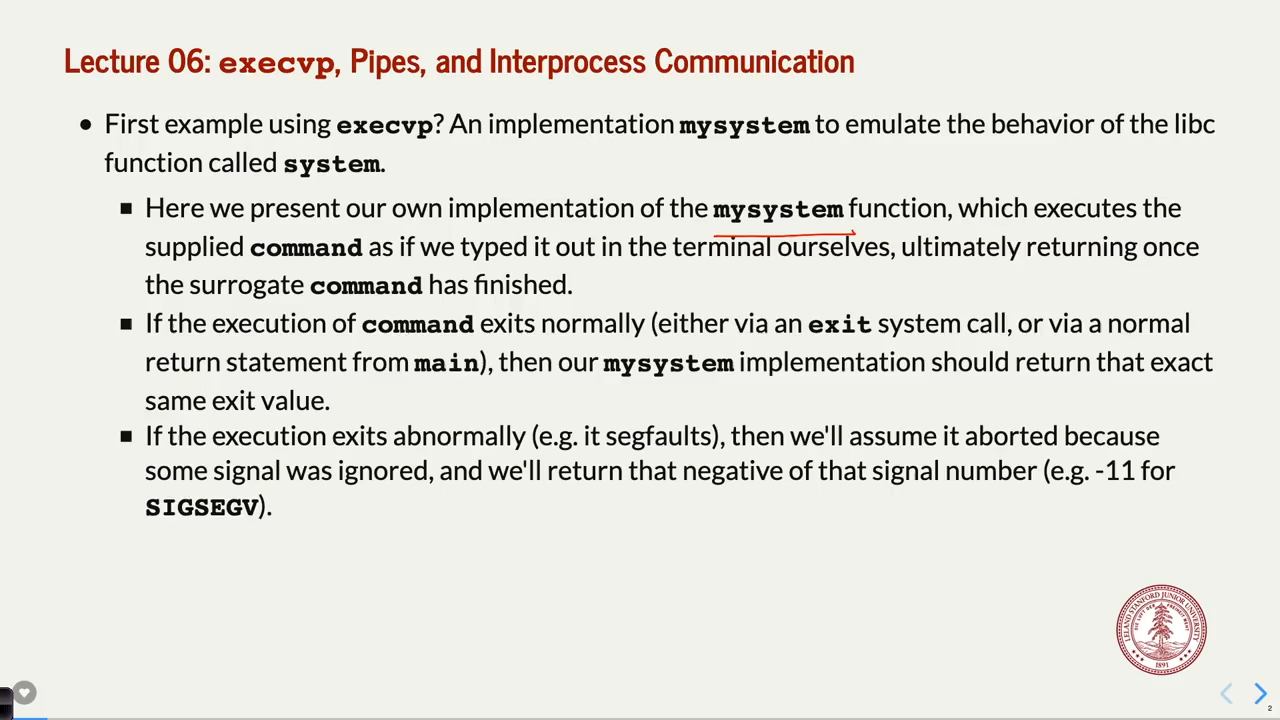 Lecture 06: execvp, Pipes, and Interprocess Communication
• First example using execvp? An implementation mysystem to emulate the behavior of the libc
function called system.
▪ Here we present our own implementation of the mysystem function, which executes the
supplied command as if we typed it out in the terminal ourselves, ultimately returning once
the surrogate command has finished.
▪ If the execution of command exits normally (either via an exit system call, or via a normal
return statement from main), then our mysystem implementation should return that exact
same exit value.
▪ If the execution exits abnormally (e.g. it segfaults), then we'll assume it aborted because
some signal was ignored, and we'll return that negative of that signal number (e.g. -11 for
SIGSEGV).
LELAND STANFORD JUNIOR UNIVERSITY
1891
2